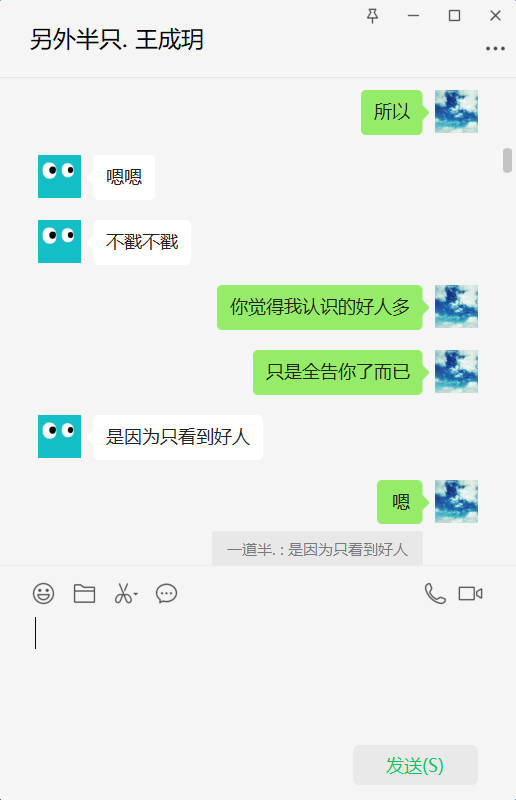 另外半只. 王成玥
所以
嗯嗯
不戳不戳
你觉得我认识的好人多
只是全告你了而已
是因为只看到好人
嗯
一道半. : 是因为只看到好人
发送(S)